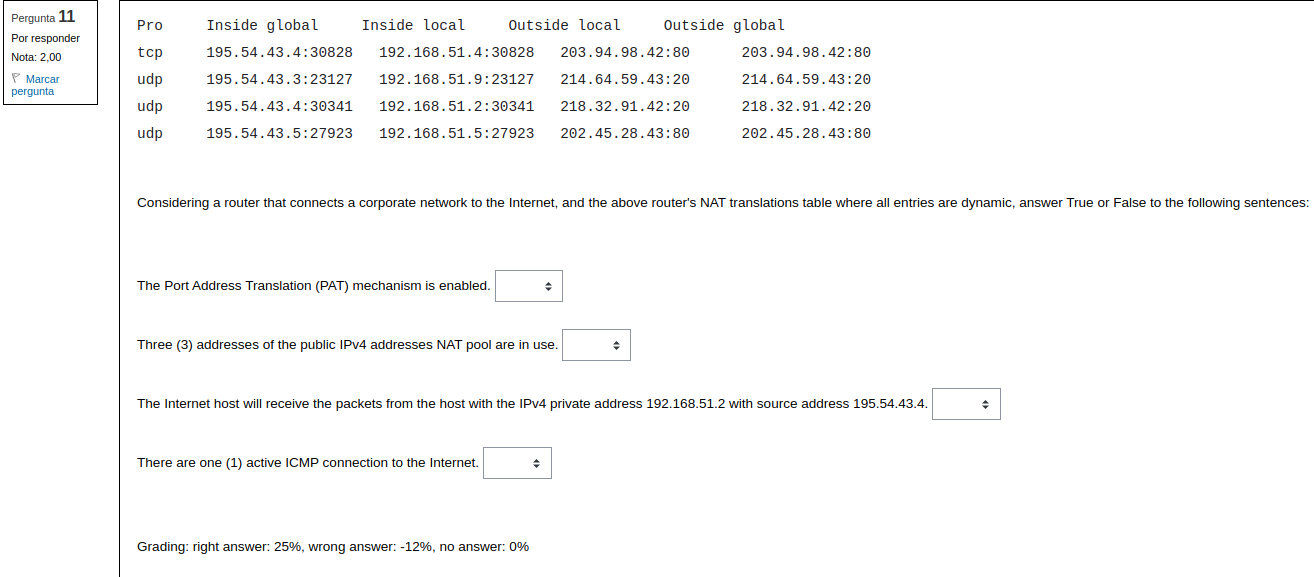 Pergunta 11
Por responder
Nota: 2,00
Marcar
pergunta
Pro Inside global Inside local Outside local Outside global
tcp 195.54.43.4:30828 192.168.51.4:30828 203.94.98.42:80 203.94.98.42:80
udp 195.54.43.3:23127 192.168.51.9:23127 214.64.59.43:20 214.64.59.43:20
udp 195.54.43.4:30341 192.168.51.2:30341 218.32.91.42:20 218.32.91.42:20
udp 195.54.43.5:27923 192.168.51.5:27923 202.45.28.43:80 202.45.28.43:80
Considering a router that connects a corporate network to the Internet, and the above router's NAT translations table where all entries are dynamic, answer True or False to the following sentences:
The Port Address Translation (PAT) mechanism is enabled.
Three (3) addresses of the public IPv4 addresses NAT pool are in use.
The Internet host will receive the packets from the host with the IPv4 private address 192.168.51.2 with source address 195.54.43.4.
There are one (1) active ICMP connection to the Internet.
Grading: right answer: 25%, wrong answer: -12%, no answer: 0%